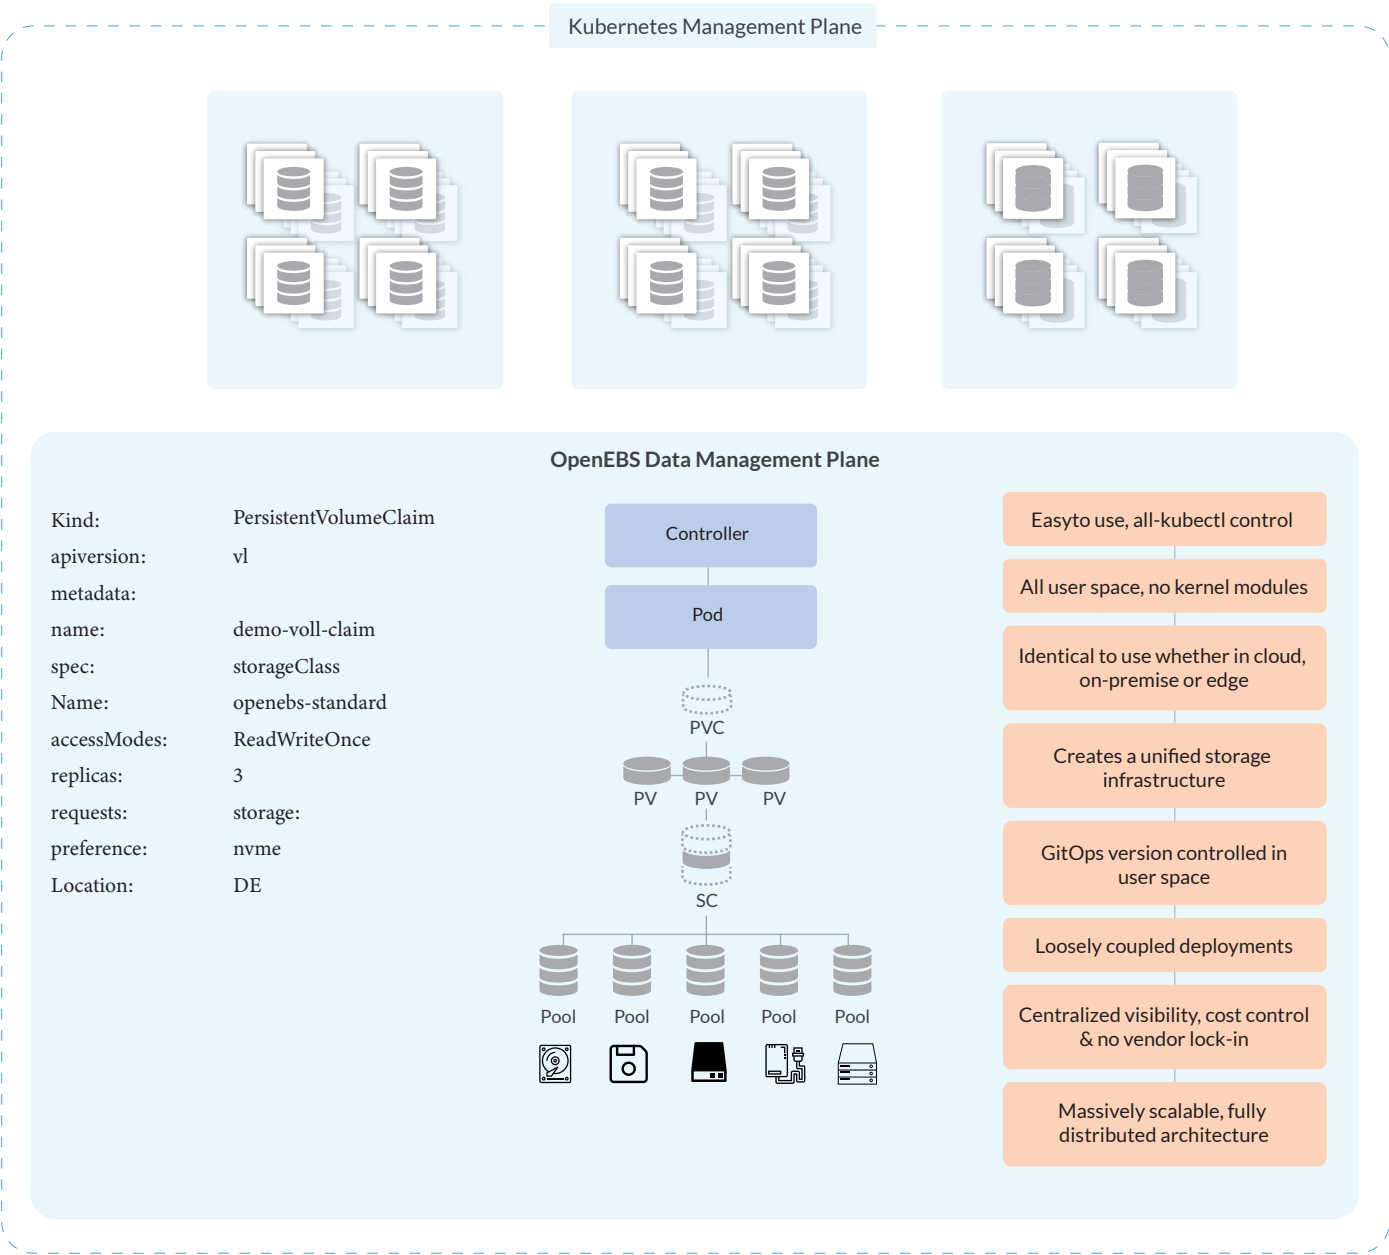 Kubernetes Management Plane
OpenEBS Data Management Plane
Kind: PersistentVolumeClaim
apiversion: vl
metadata:
name: demo-voll-claim
spec: storageClass
Name: openebs-standard
accessModes: ReadWriteOnce
replicas: 3
requests: storage:
preference: nvme
Location: DE
Controller
Pod
PVC
PV PV PV
SC
Pool Pool Pool Pool Pool
Easyto use, all-kubectl control
All user space, no kernel modules
Identical to use whether in cloud,
on-premise or edge
Creates a unified storage
infrastructure
GitOps version controlled in
user space
Loosely coupled deployments
Centralized visibility, cost control
& no vendor lock-in
Massively scalable, fully
distributed architecture